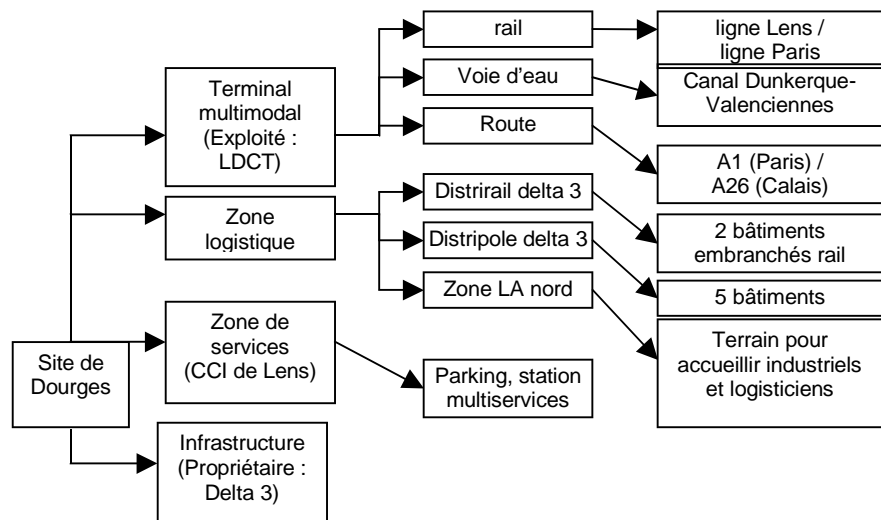 Site de
Dourges
Terminal
multimodal
(Exploité :
LDCT)
Zone
logistique
Zone de
services
(CCI de Lens)
Infrastructure
(Propriétaire :
Delta 3)
rail
Voie d'eau
Route
Distrirail delta 3
Distripole delta 3
Zone LA nord
Parking, station
multiservices
ligne Lens /
ligne Paris
Canal Dunkerque-
Valenciennes
A1 (Paris) /
A26 (Calais)
2 bâtiments
embranchés rail
5 bâtiments
Terrain pour
accueillir industriels
et logisticiens